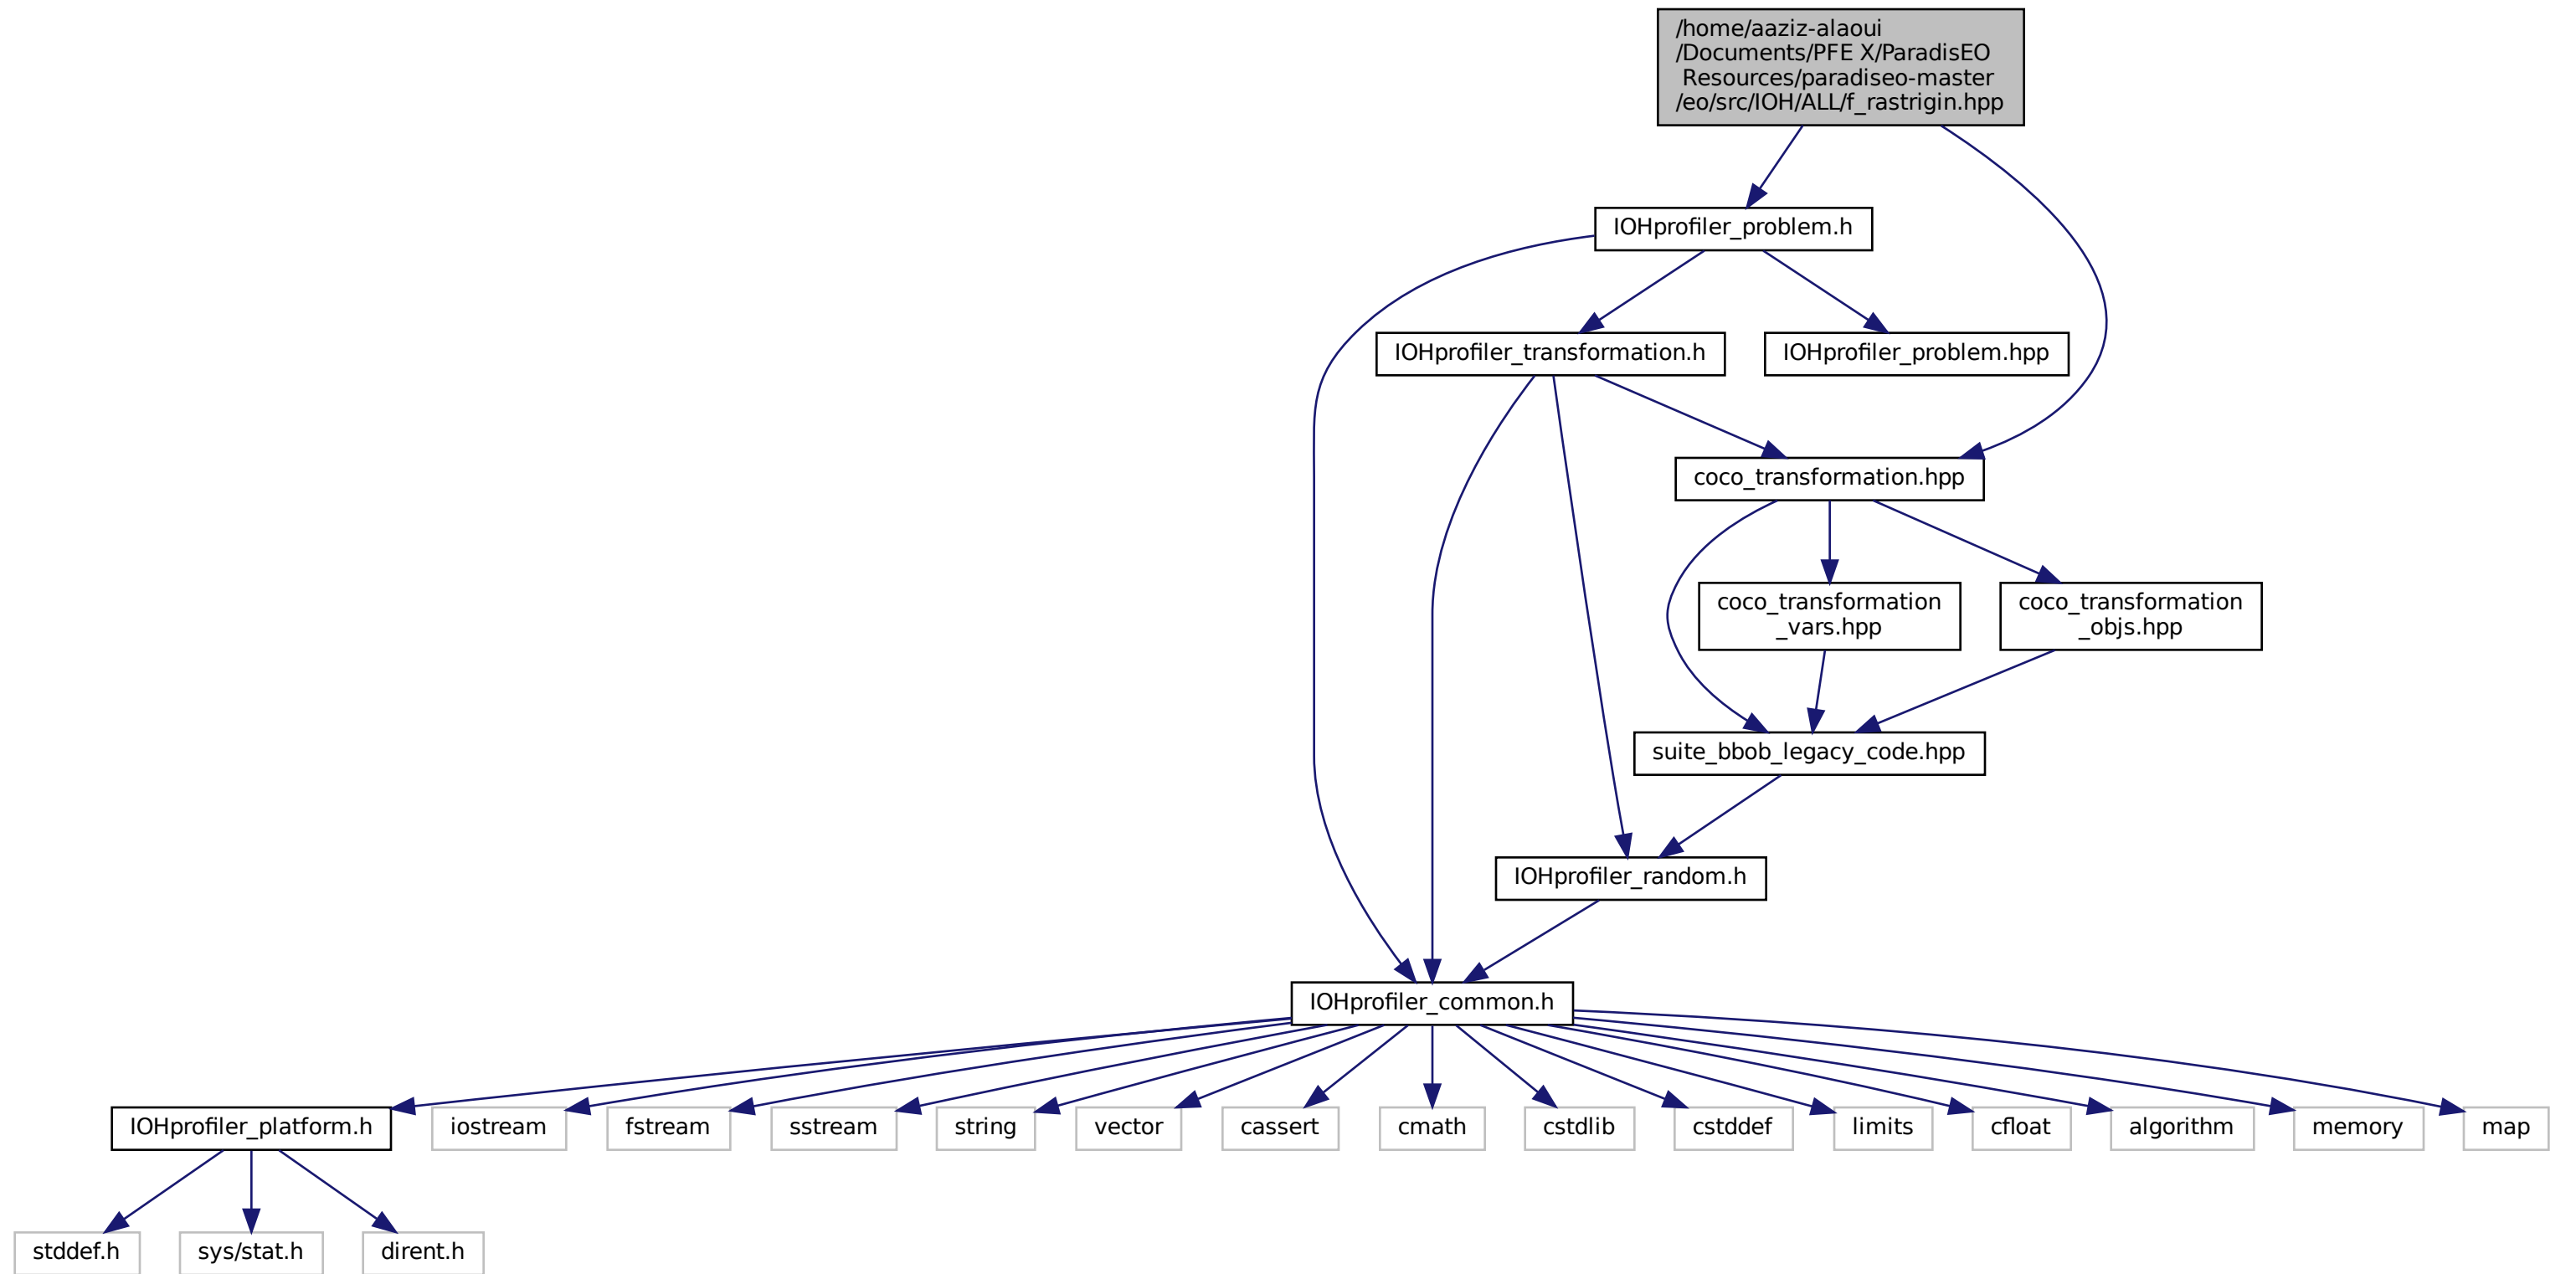 /home/aaziz-alaoui
/Documents/PFE X/ParadisEO
Resources/paradiseo-master
/eo/src/IOH/ALL/f_rastrigin.hpp
IOHprofiler_problem.h
IOHprofiler_transformation.h
IOHprofiler_problem.hpp
coco_transformation.hpp
coco_transformation
_vars.hpp
coco_transformation
_objs.hpp
suite_bbob_legacy_code.hpp
IOHprofiler_random.h
IOHprofiler_common.h
IOHprofiler_platform.h
iostream
fstream
sstream
string
vector
cassert
cmath
cstdlib
cstddef
limits
cfloat
algorithm
memory
map
stddef.h
sys/stat.h
dirent.h